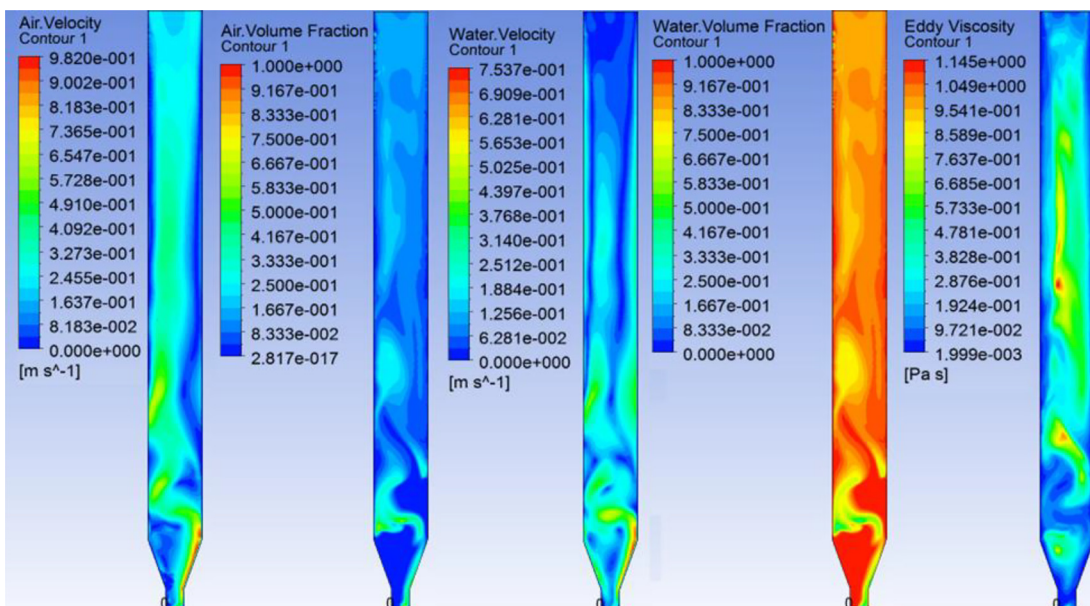 Air.Velocity
Contour 1
9.820e-001
9.002e-001
8.183e-001
7.365e-001
6.547e-001
5.728e-001
4.910e-001
4.092e-001
3.273e-001
2.455e-001
1.637e-001
8.183e-002
0.000e+000
[m s^-1]
Air.Volume Fraction
Contour 1
1.000e+000
9.167e-001
8.333e-001
7.500e-001
6.667e-001
5.833e-001
5.000e-001
4.167e-001
3.333e-001
2.500e-001
1.667e-001
8.333e-002
2.817e-017
Water.Velocity
Contour 1
7.537e-001
6.909e-001
6.281e-001
5.653e-001
5.025e-001
4.397e-001
3.768e-001
3.140e-001
2.512e-001
1.884e-001
1.256e-001
6.281e-002
0.000e+000
[m s^-1]
Water.Volume Fraction
Contour 1
1.000e+000
9.167e-001
8.333e-001
7.500e-001
6.667e-001
5.833e-001
5.000e-001
4.167e-001
3.333e-001
2.500e-001
1.667e-001
8.333e-002
0.000e+000
Eddy Viscosity
Contour 1
1.145e+000
1.049e+000
9.541e-001
8.589e-001
7.637e-001
6.685e-001
5.733e-001
4.781e-001
3.828e-001
2.876e-001
1.924e-001
9.721e-002
1.999e-003
[Pa s]